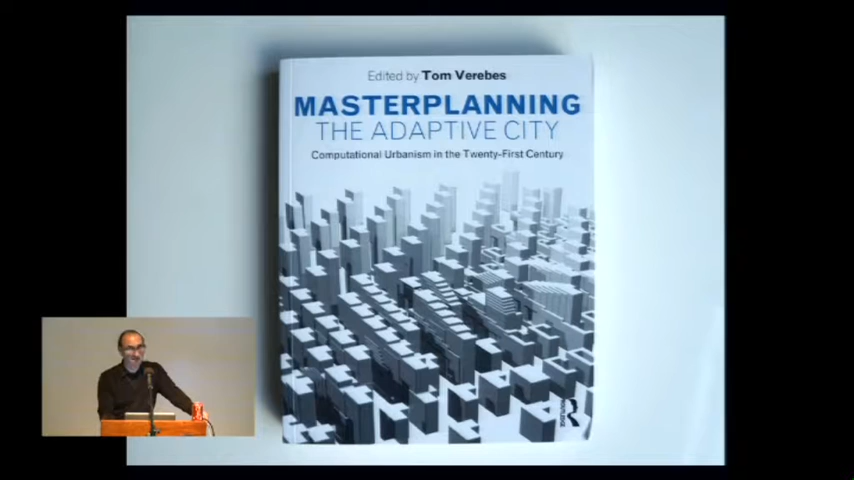 Edited by Tom Verebes
MASTERPLANNING
THE ADAPTIVE CITY
Computational Urbanism in the Twenty-First Century